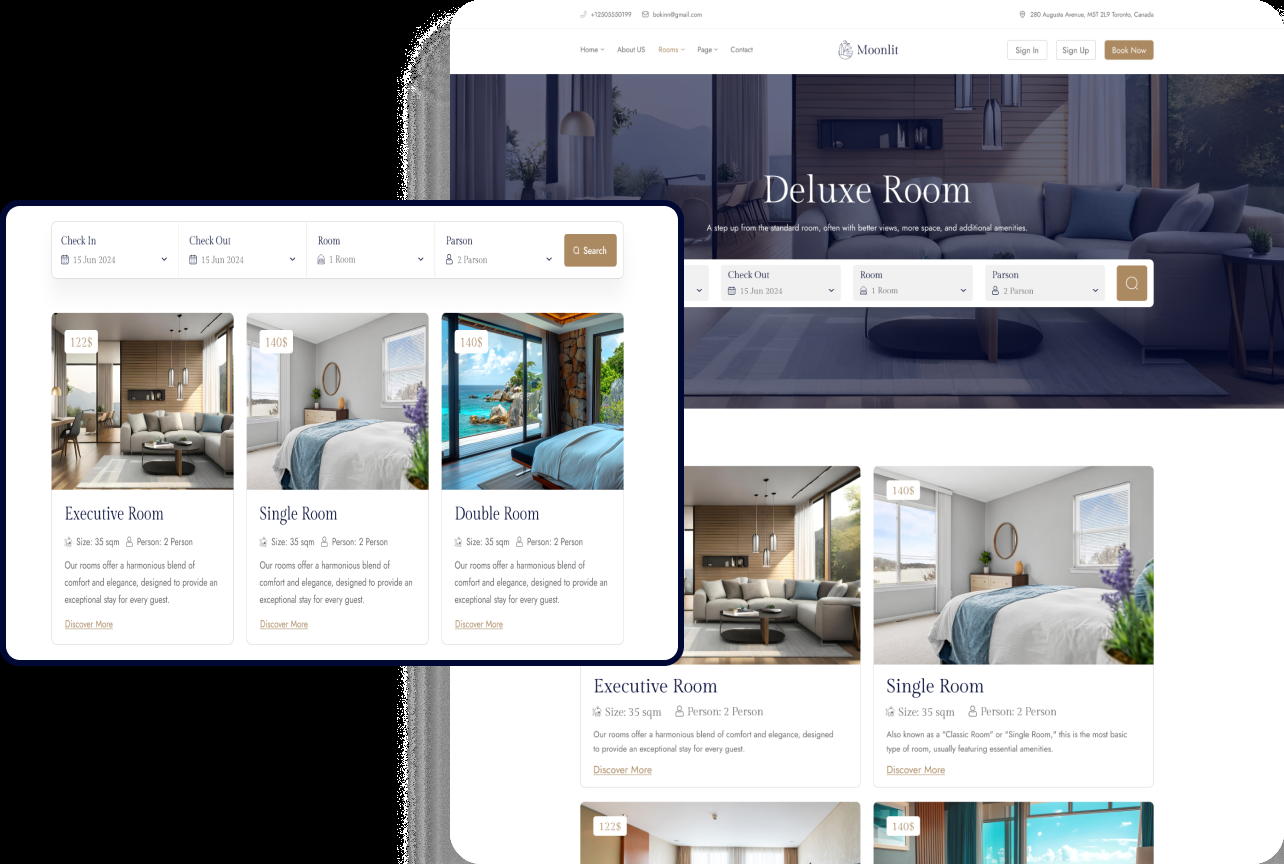 +12505550199
bokinn@gmail.com
280 Augusta Avenue, M5T 2L9 Toronto, Canada
Home
About US
Rooms
Page
Contact
Moonlit
Sign In
Sign Up
Book Now
Deluxe Room
A step up from the standard room, often with better views, more space, and additional amenities.
Check Out
15 Jun 2024
Room
1 Room
Parson
2 Parson
Check In
15 Jun 2024
Check Out
15 Jun 2024
Room
1 Room
Parson
2 Parson
Search
122$
Executive Room
Size: 35 sqm
Person: 2 Person
Our rooms offer a harmonious blend of
comfort and elegance, designed to provide an
exceptional stay for every guest.
Discover More
140$
Single Room
Size: 35 sqm
Person: 2 Person
Our rooms offer a harmonious blend of
comfort and elegance, designed to provide an
exceptional stay for every guest.
Discover More
140$
Double Room
Size: 35 sqm
Person: 2 Person
Our rooms offer a harmonious blend of
comfort and elegance, designed to provide an
exceptional stay for every guest.
Discover More
Executive Room
Size: 35 sqm
Person: 2 Person
Our rooms offer a harmonious blend of comfort and elegance, designed
to provide an exceptional stay for every guest.
Discover More
140$
Single Room
Size: 35 sqm
Person: 2 Person
Also known as a "Classic Room" or "Single Room," this is the most basic
type of room, usually featuring essential amenities.
Discover More
122$
140$